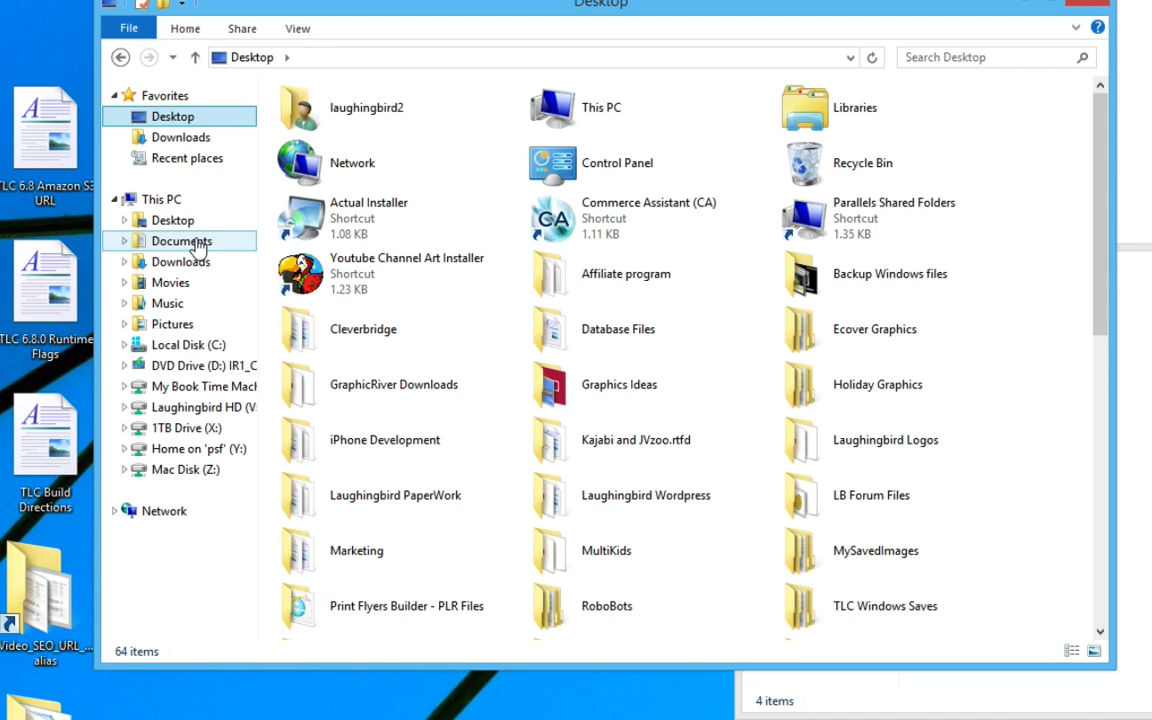 Desktop
File Home Share View
Desktop
Search Desktop
Favorites
Desktop
Downloads
Recent places
This PC
Desktop
Documents
Downloads
Movies
Music
Pictures
Local Disk (C:)
DVD Drive (D:) IR1_C
My Book Time Mach
Laughingbird HD (V:
1TB Drive (X:)
Home on 'psf' (Y:)
Mac Disk (Z:)
Network
laughingbird2
This PC
Libraries
Network
Control Panel
Recycle Bin
Actual Installer
Shortcut
1.08 KB
Commerce Assistant (CA)
Shortcut
1.11 KB
Parallels Shared Folders
Shortcut
1.35 KB
Youtube Channel Art Installer
Shortcut
1.23 KB
Affiliate program
Backup Windows files
Cleverbridge
Database Files
Ecover Graphics
GraphicRiver Downloads
Graphics Ideas
Holiday Graphics
iPhone Development
Kajabi and JVzoo.rtfd
Laughingbird Logos
Laughingbird PaperWork
Laughingbird Wordpress
LB Forum Files
Marketing
MultiKids
MySavedImages
Print Flyers Builder - PLR Files
RoboBots
TLC Windows Saves
64 items
4 items
TLC 6.8 Amazon S3
URL
TLC 6.8.0 Runtime
Flags
TLC Build
Directions
Video_SEO_URL_...
alias